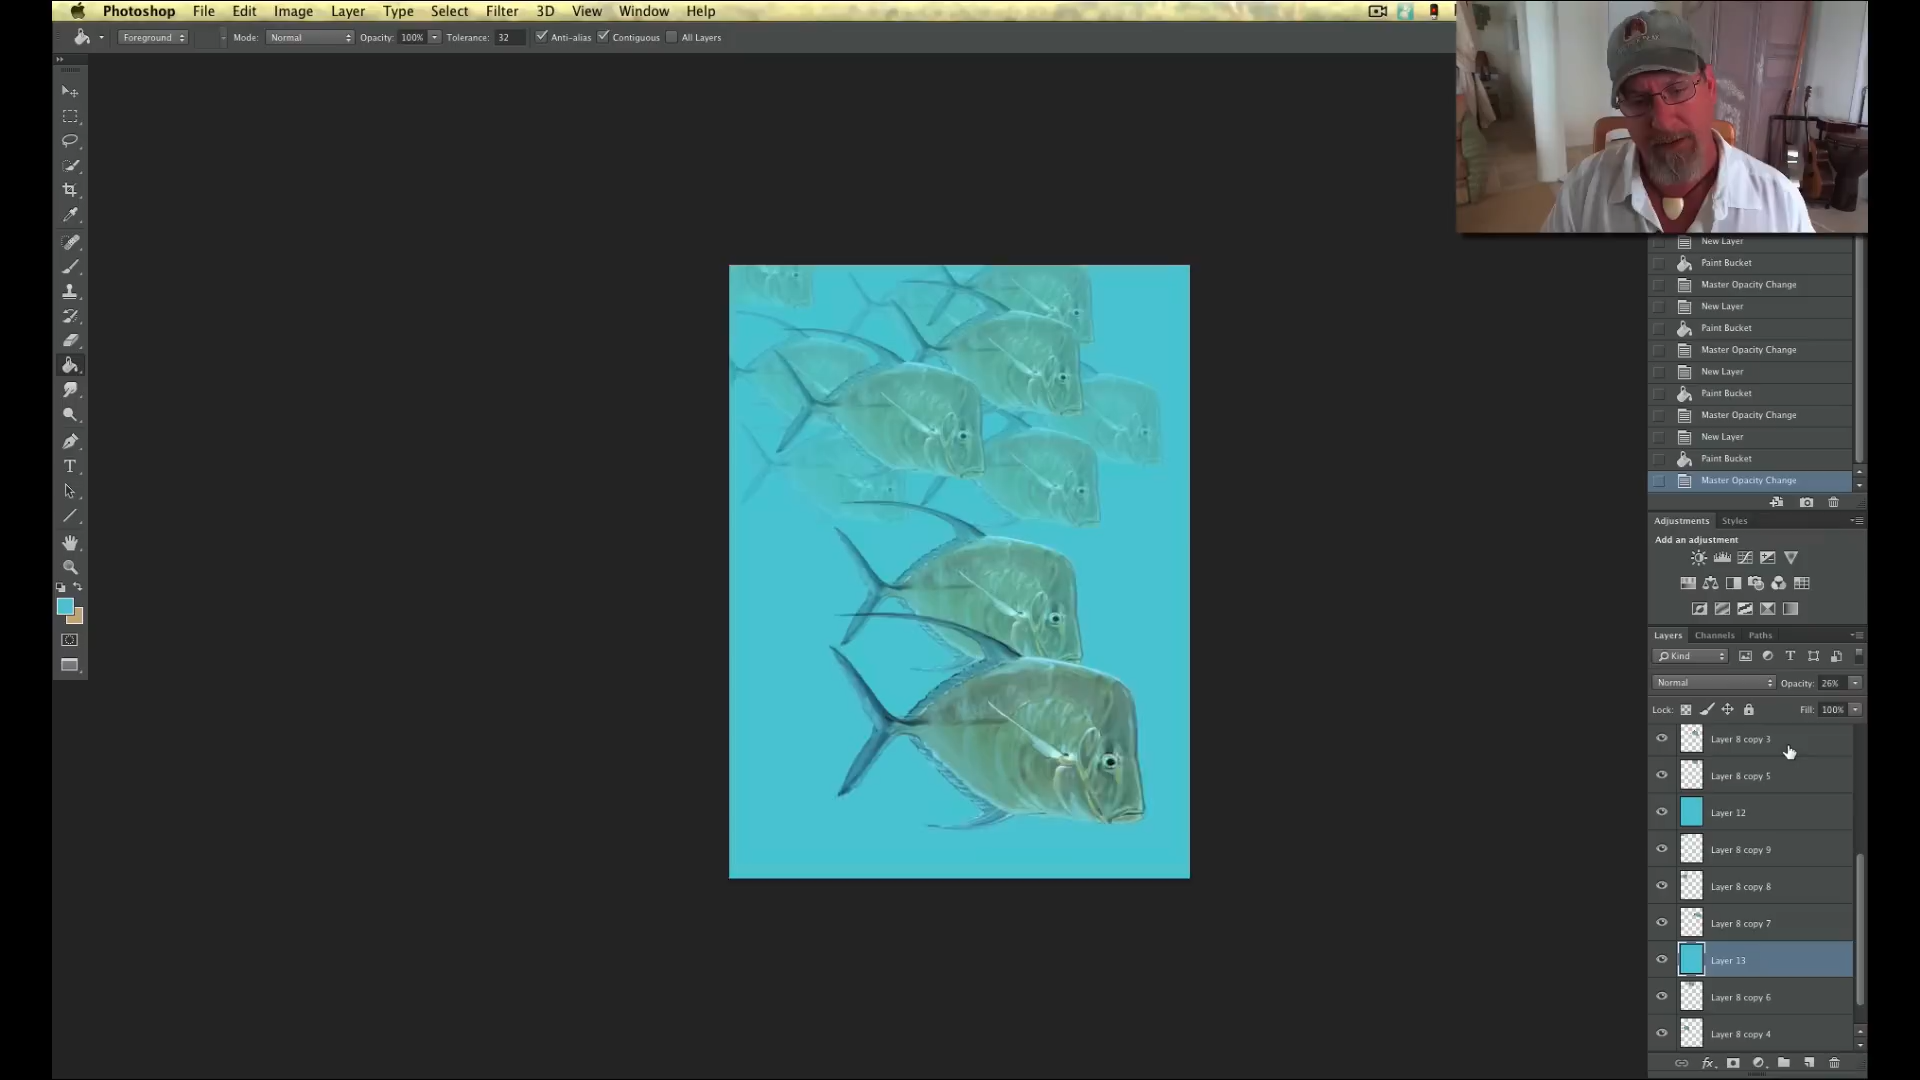 Photoshop File Edit Image Layer Type Select Filter 3D View Window Help
Foreground Mode: Normal Opacity: 100% Tolerance: 32 Anti-alias Contiguous All Layers
New Layer
Paint Bucket
Master Opacity Change
New Layer
Paint Bucket
Master Opacity Change
New Layer
Paint Bucket
Master Opacity Change
New Layer
Paint Bucket
Master Opacity Change
Adjustments Styles
Add an adjustment
Layers Channels Paths
Kind
Normal Opacity: 26%
Lock: Fill: 100%
Layer 8 copy 3
Layer 8 copy 5
Layer 12
Layer 8 copy 9
Layer 8 copy 8
Layer 8 copy 7
Layer 13
Layer 8 copy 6
Layer 8 copy 4